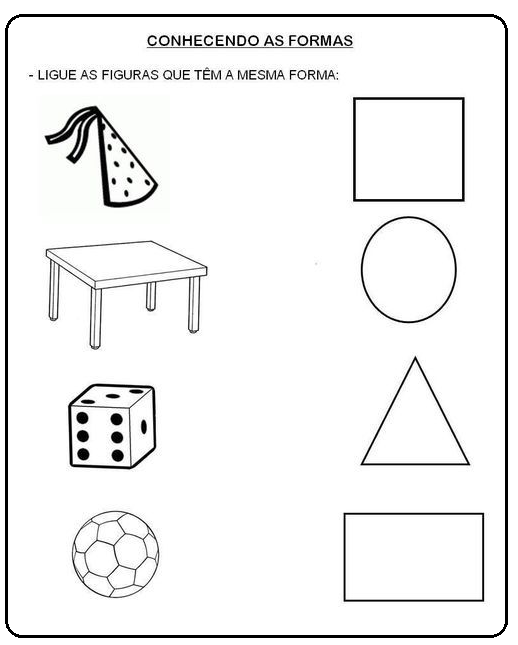 CONHECENDO AS FORMAS
- LIGUE AS FIGURAS QUE TÊM A MESMA FORMA: